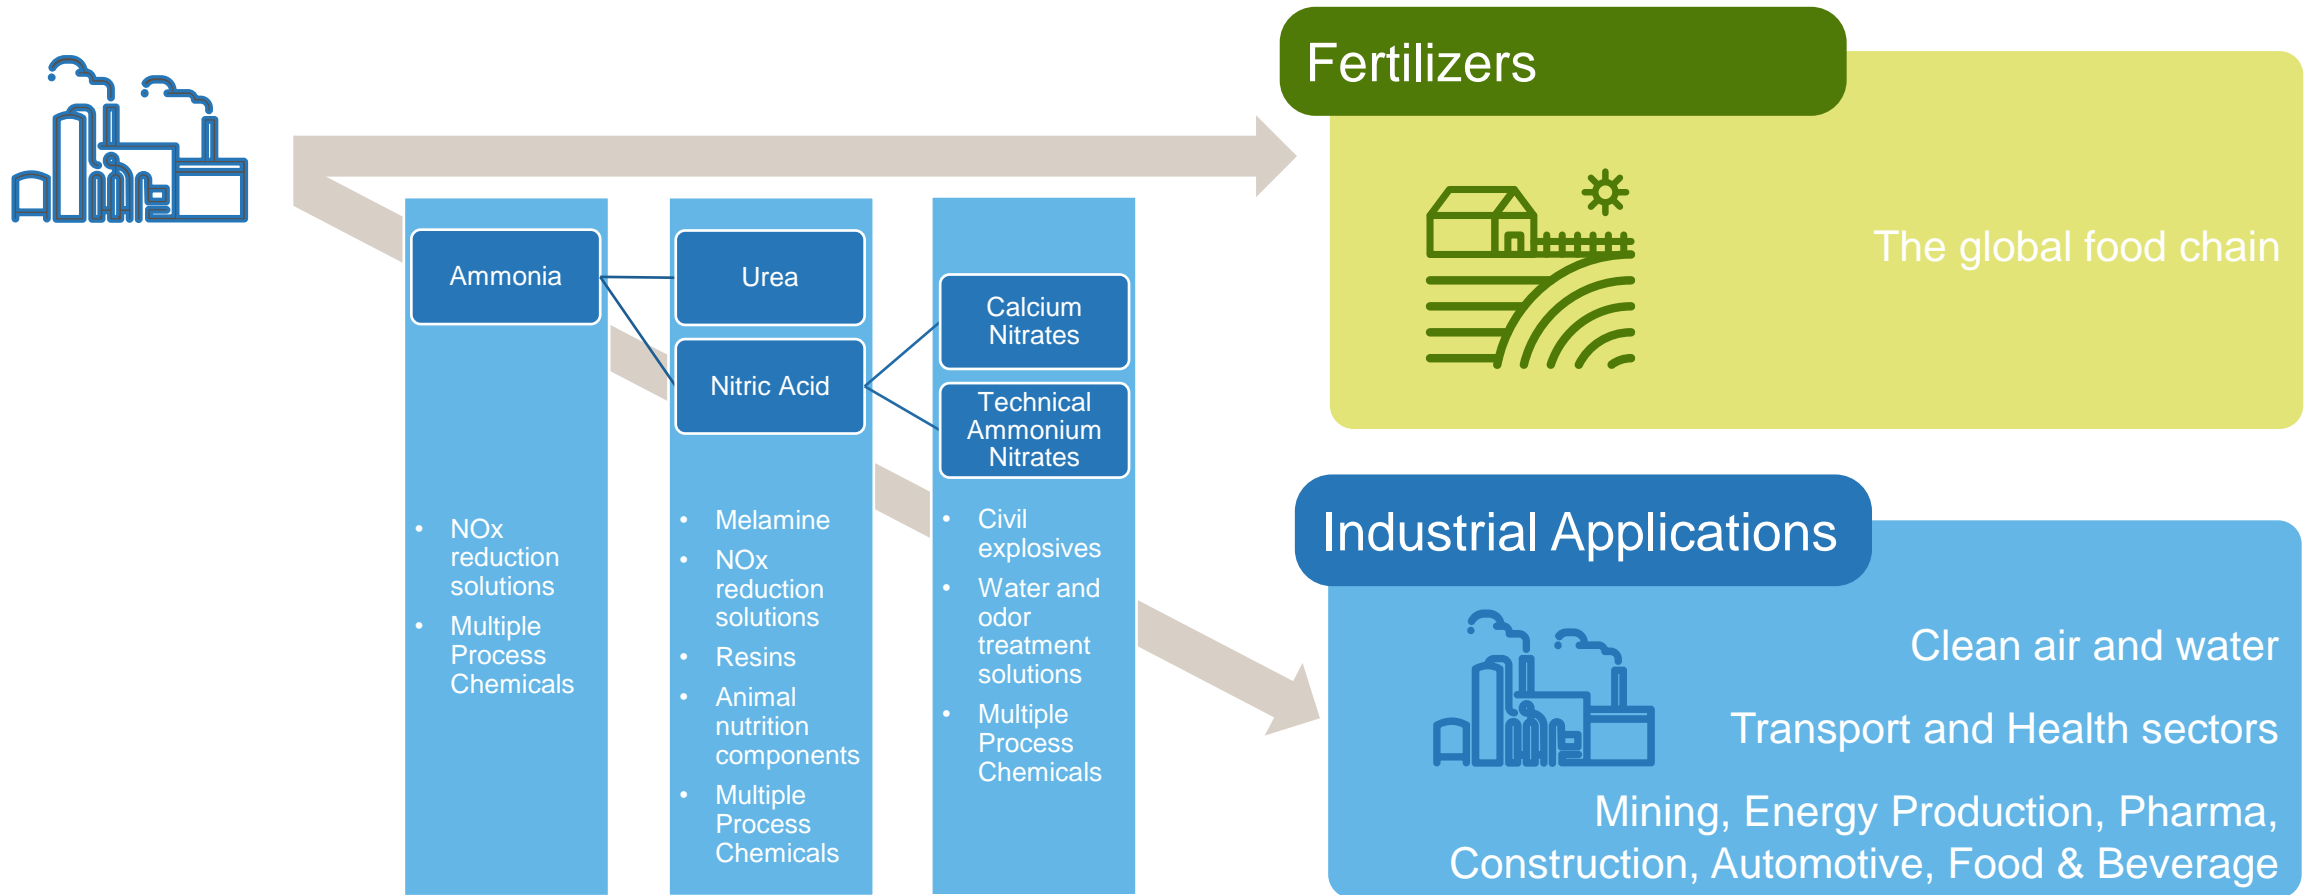 Fertilizers
The global food chain
Ammonia
Urea
Nitric Acid
Calcium
Nitrates
Technical
Ammonium
Nitrates
• NOx
reduction
solutions
• Multiple
Process
Chemicals
• Melamine
• NOx
reduction
solutions
• Resins
• Animal
nutrition
components
• Multiple
Process
Chemicals
• Civil
explosives
• Water and
odor
treatment
solutions
• Multiple
Process
Chemicals
Industrial Applications
Clean air and water
Transport and Health sectors
Mining, Energy Production, Pharma,
Construction, Automotive, Food & Beverage